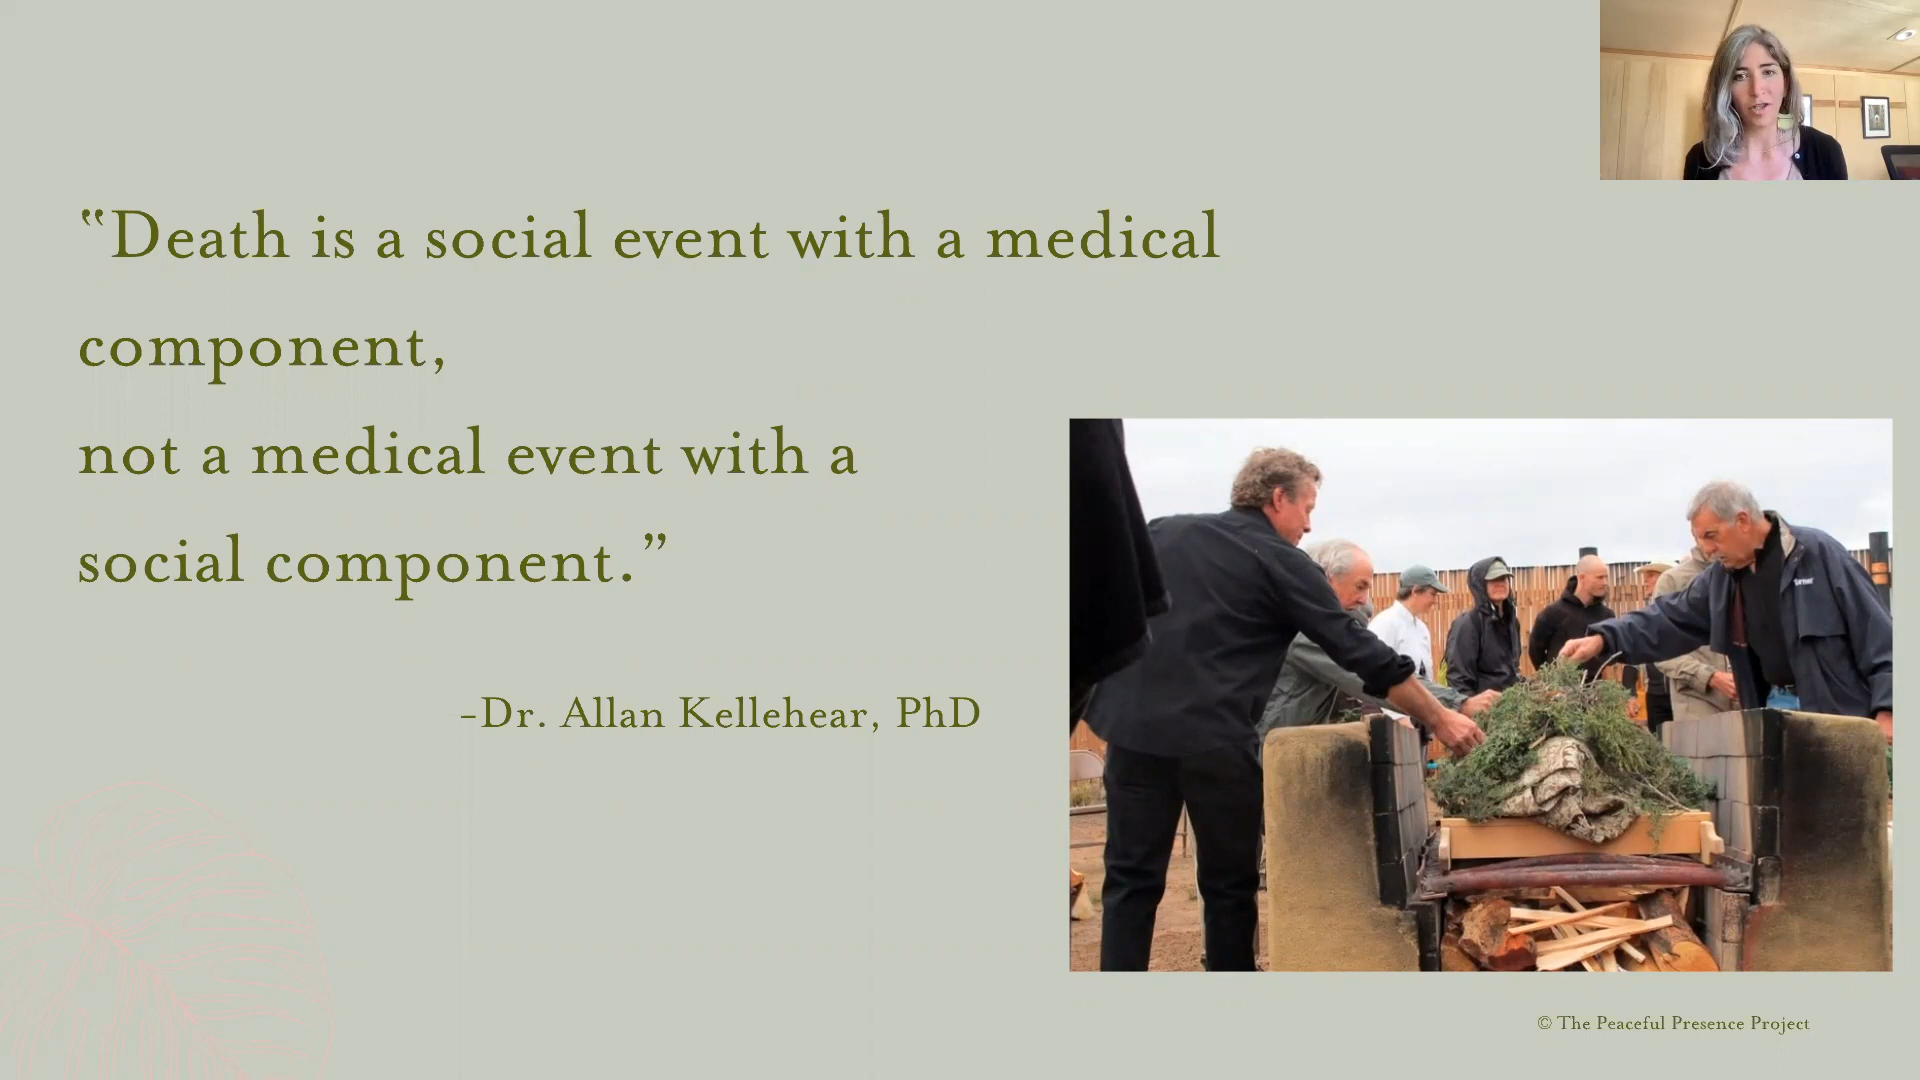 “Death is a social event with a medical
component,
not a medical event with a
social component.”
–Dr. Allan Kellehear, PhD
© The Peaceful Presence Project